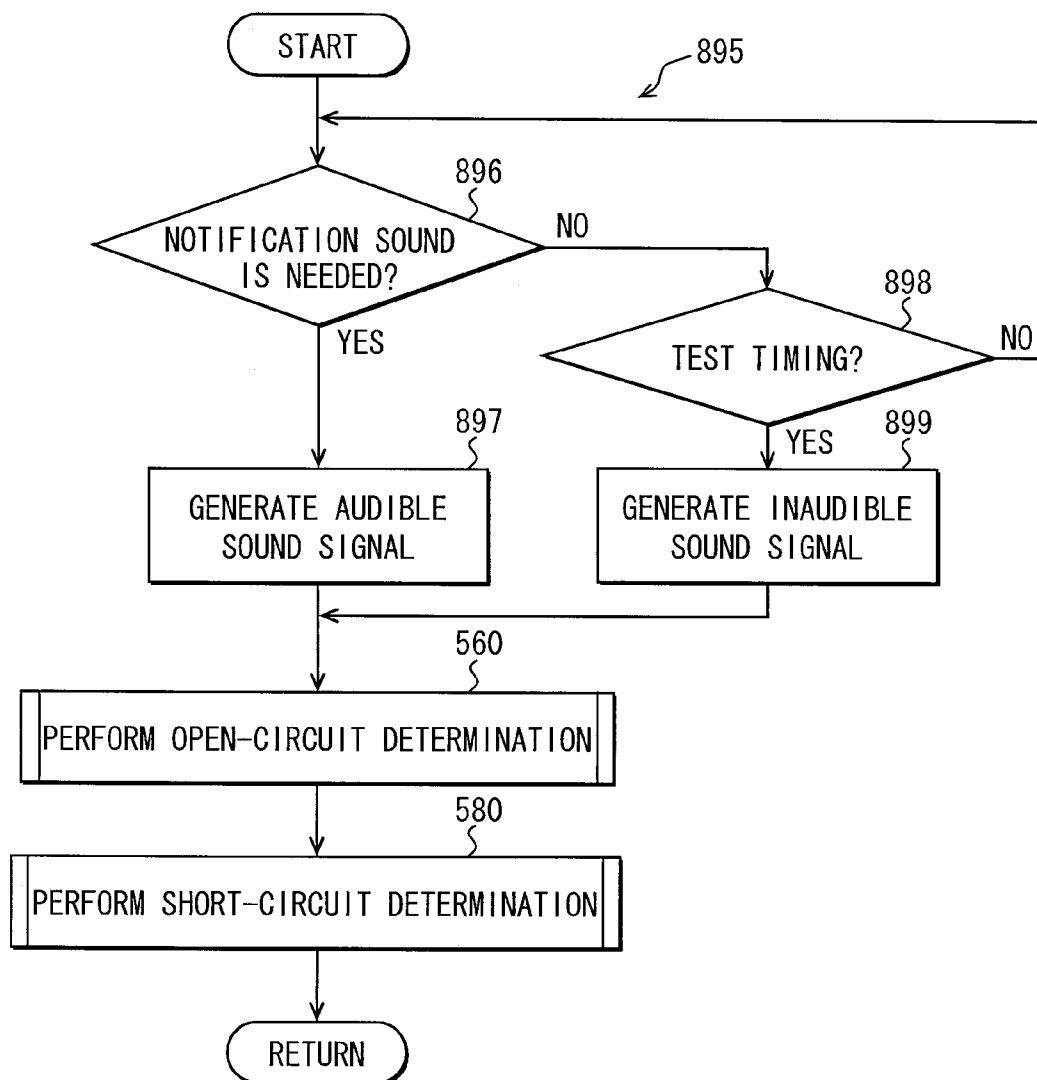 START
895
896
NOTIFICATION SOUND
IS NEEDED?
NO
YES
898
TEST TIMING?
NO
YES
897
GENERATE AUDIBLE
SOUND SIGNAL
899
GENERATE INAUDIBLE
SOUND SIGNAL
560
PERFORM OPEN-CIRCUIT DETERMINATION
580
PERFORM SHORT-CIRCUIT DETERMINATION
RETURN